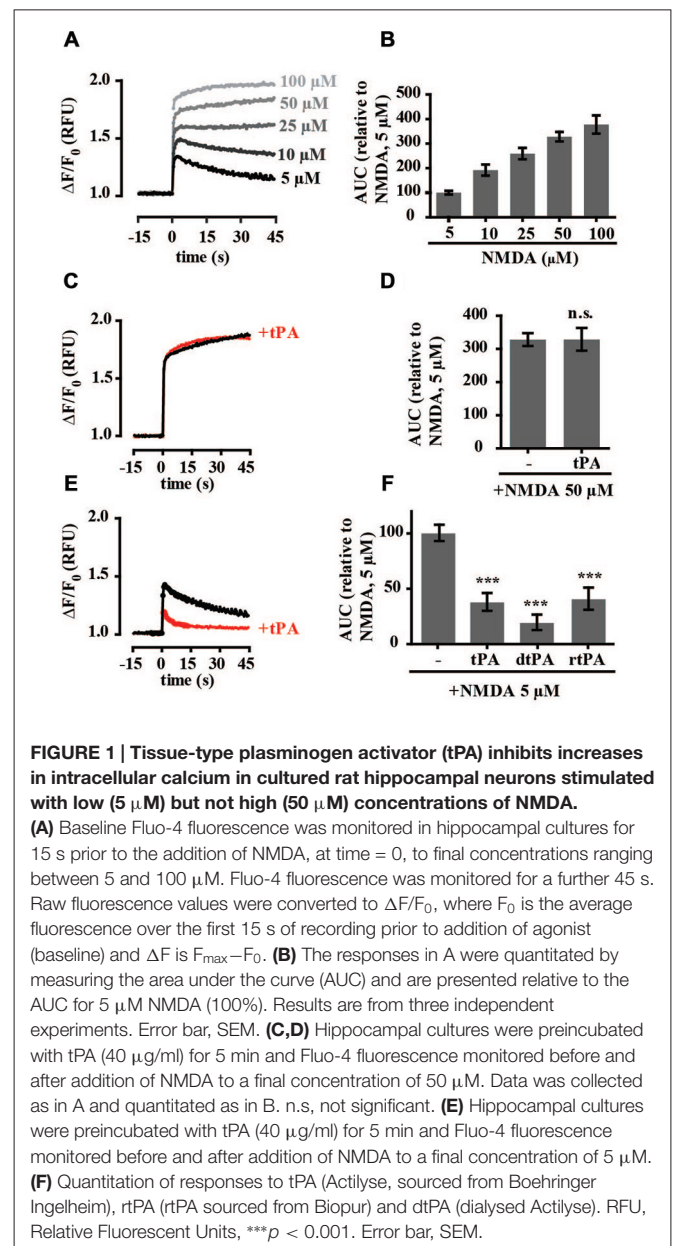 A
B
2.0
1.5
1.0
ΔF/F0 (RFU)
100 µM
50 µM
25 µM
10 µM
5 µM
-15 0 15 30 45
time (s)
AUC (relative to
NMDA, 5 µM)
500
400
300
200
100
0
5 10 25 50 100
NMDA (µM)
C
D
2.0
1.5
1.0
ΔF/F0 (RFU)
+tPA
-15 0 15 30 45
time (s)
AUC (relative to
NMDA, 5 µM)
400
300
200
100
0
n.s.
- tPA
+NMDA 50 µM
E
F
2.0
1.5
1.0
ΔF/F0 (RFU)
+tPA
-15 0 15 30 45
time (s)
AUC (relative to
NMDA, 5 µM)
100
50
0
*** *** ***
- tPA dtPA rtPA
+NMDA 5 µM
FIGURE 1 | Tissue-type plasminogen activator (tPA) inhibits increases
in intracellular calcium in cultured rat hippocampal neurons stimulated
with low (5 µM) but not high (50 µM) concentrations of NMDA.
(A) Baseline Fluo-4 fluorescence was monitored in hippocampal cultures for
15 s prior to the addition of NMDA, at time = 0, to final concentrations ranging
between 5 and 100 µM. Fluo-4 fluorescence was monitored for a further 45 s.
Raw fluorescence values were converted to ΔF/F0, where F0 is the average
fluorescence over the first 15 s of recording prior to addition of agonist
(baseline) and ΔF is Fmax−F0. (B) The responses in A were quantitated by
measuring the area under the curve (AUC) and are presented relative to the
AUC for 5 µM NMDA (100%). Results are from three independent
experiments. Error bar, SEM. (C,D) Hippocampal cultures were preincubated
with tPA (40 µg/ml) for 5 min and Fluo-4 fluorescence monitored before and
after addition of NMDA to a final concentration of 50 µM. Data was collected
as in A and quantitated as in B. n.s, not significant. (E) Hippocampal cultures
were preincubated with tPA (40 µg/ml) for 5 min and Fluo-4 fluorescence
monitored before and after addition of NMDA to a final concentration of 5 µM.
(F) Quantitation of responses to tPA (Actilyse, sourced from Boehringer
Ingelheim), rtPA (rtPA sourced from Biopur) and dtPA (dialysed Actilyse). RFU,
Relative Fluorescent Units, ***p < 0.001. Error bar, SEM.